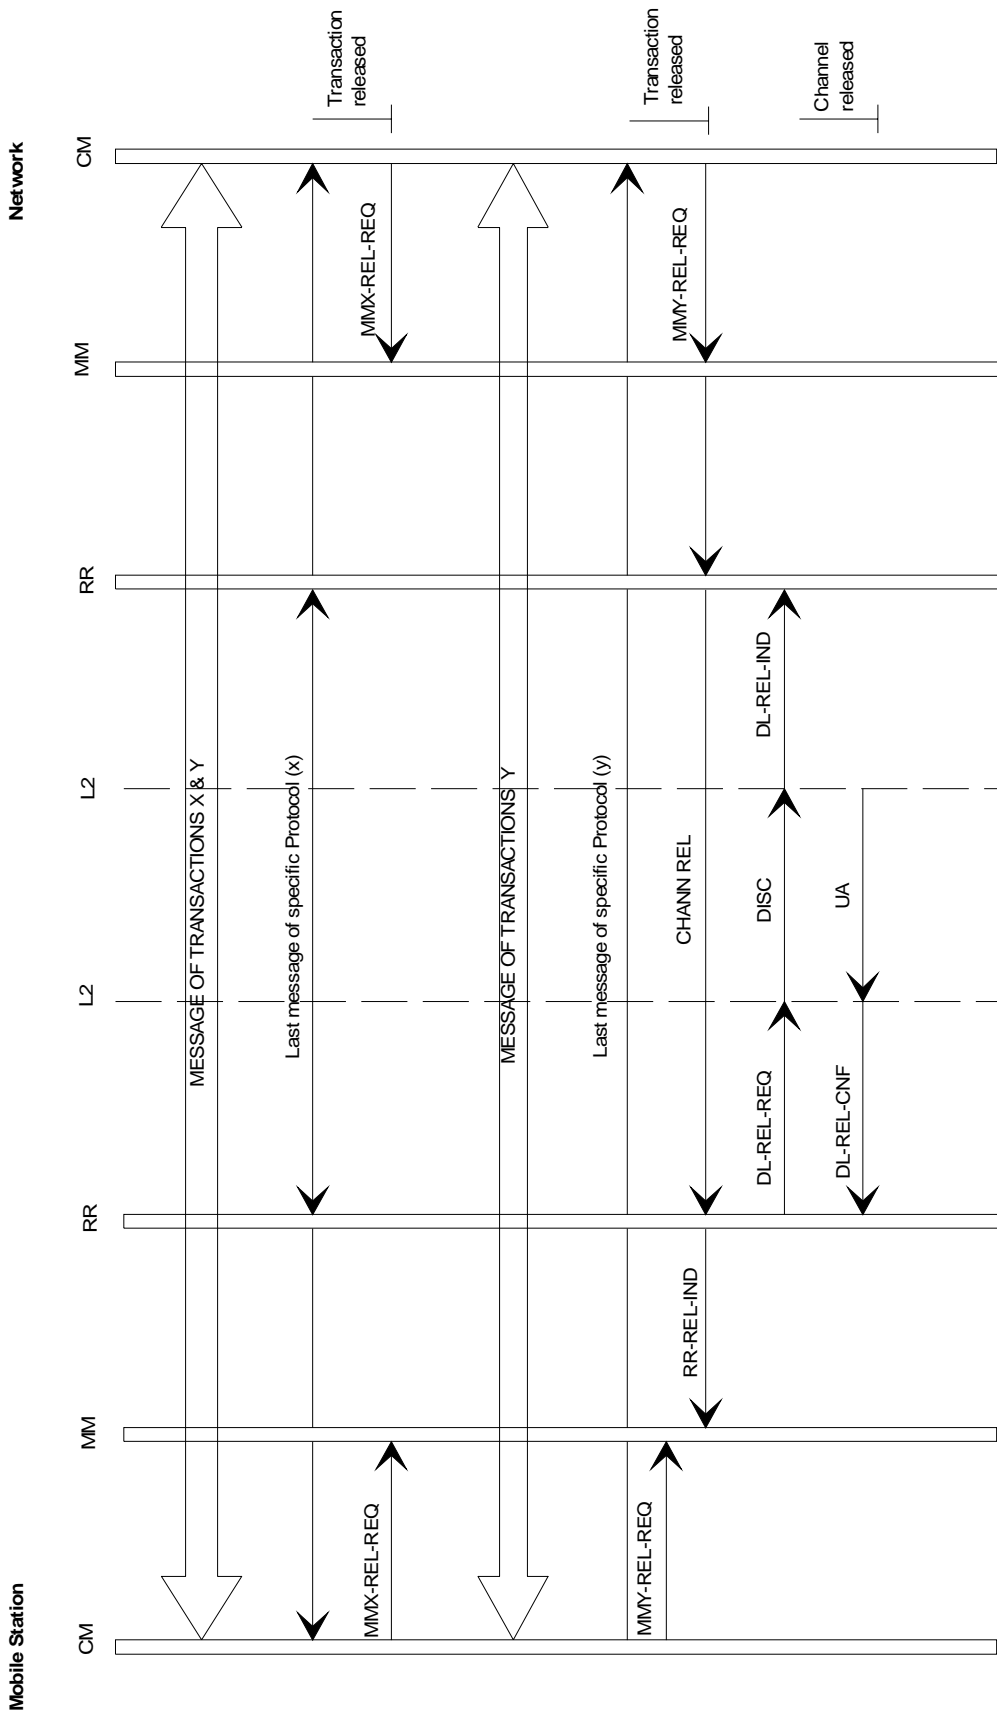 Mobile Station
Network
CM
MM
RR
L2
L2
RR
MM
CM
MESSAGE OF TRANSACTIONS X & Y
Last message of specific Protocol (x)
Transaction
released
MMX-REL-REQ
MMX-REL-REQ
MESSAGE OF TRANSACTIONS Y
Last message of specific Protocol (y)
Transaction
released
MMY-REL-REQ
RR-REL-IND
CHANN REL
MMY-REL-REQ
DL-REL-REQ
DISC
DL-REL-IND
Channel
released
DL-REL-CNF
UA